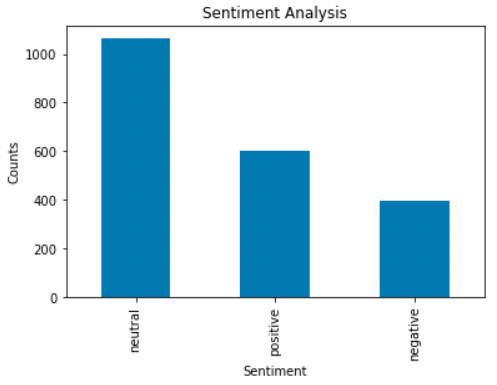 Sentiment Analysis
1000
800
600
400
200
0
Counts
neutral
positive
negative
Sentiment